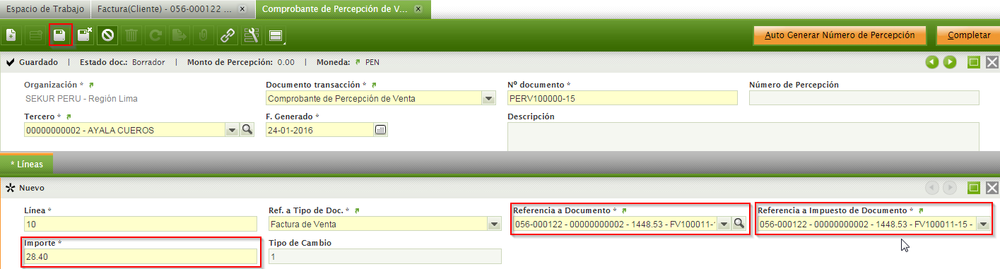 Espacio de Trabajo Factura(Cliente) - 056-000122 ... x Comprobante de Percepción de V... x
Auto Generar Número de Percepción Completar
Guardado | Estado doc.: Borrador | Monto de Percepción: 0.00 | Moneda: PEN
Organización * Documento transacción * Nº documento * Número de Percepción
SEKUR PERU - Región Lima Comprobante de Percepción de Venta PERV100000-15
Tercero * F. Generado * Descripción
00000000002 - AYALA CUEROS 24-01-2016
* Líneas
Nuevo
Línea * Ref. a Tipo de Doc. * Referencia a Documento * Referencia a Impuesto de Documento *
10 Factura de Venta 056-000122 - 00000000002 - 1448.53 - FV100011-1 056-000122 - 00000000002 - 1448.53 - FV100011-15 -
Importe * Tipo de Cambio
28.40 1